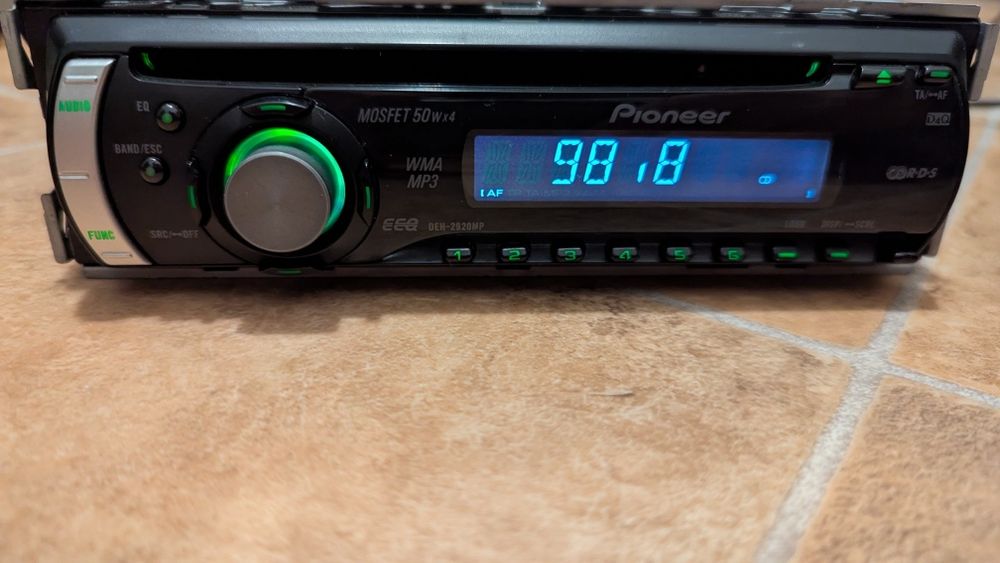 AUDIO
EQ
BAND/ESC
FUNC
SRC/⟷OFF
MOSFET 50W×4
Pioneer
WMA
MP3
EEQ DEH-2920MP
98.8
AF
TA/⟷AF
R·D·S
1 2 3 4 5 6